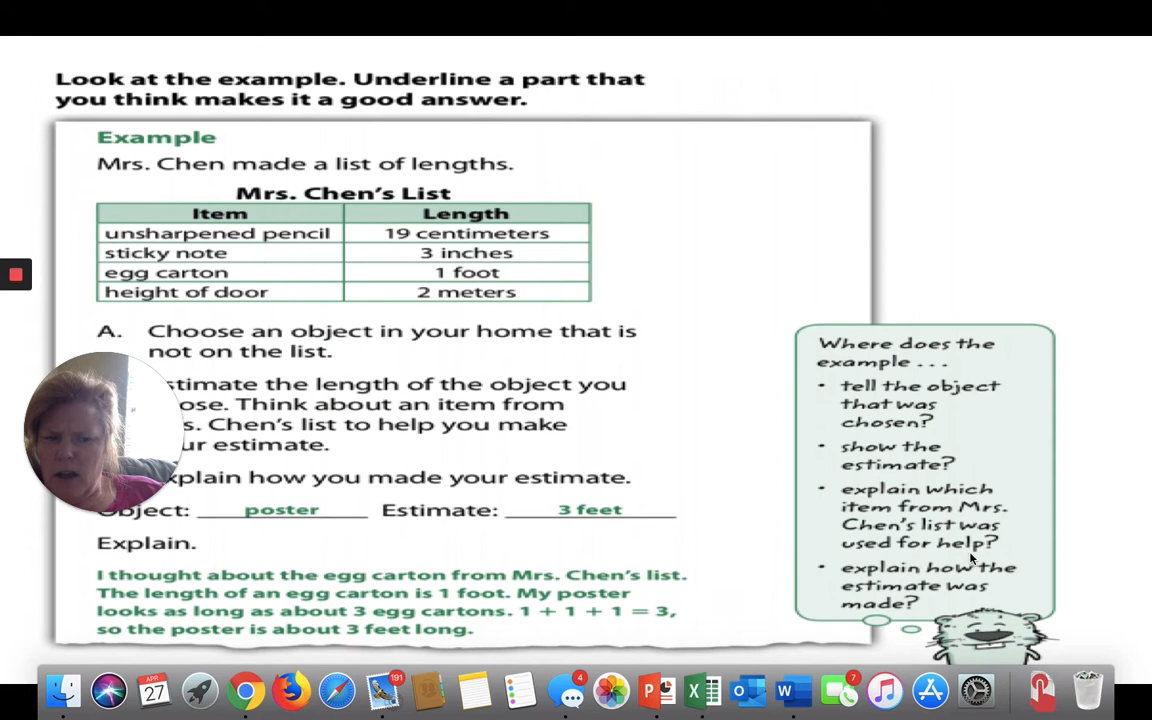 Look at the example. Underline a part that
you think makes it a good answer.
Example
Mrs. Chen made a list of lengths.
Mrs. Chen's List
Item Length
unsharpened pencil 19 centimeters
sticky note 3 inches
egg carton 1 foot
height of door 2 meters
A. Choose an object in your home that is
not on the list.
stimate the length of the object you
ose. Think about an item from
s. Chen's list to help you make
ur estimate.
xplain how you made your estimate.
Object: poster Estimate: 3 feet
Explain.
I thought about the egg carton from Mrs. Chen's list.
The length of an egg carton is 1 foot. My poster
looks as long as about 3 egg cartons. 1 + 1 + 1 = 3,
so the poster is about 3 feet long.
Where does the
example . . .
• tell the object
that was
chosen?
• show the
estimate?
• explain which
item from Mrs.
Chen's list was
used for help?
• explain how the
estimate was
made?
APR
27
191
4
7